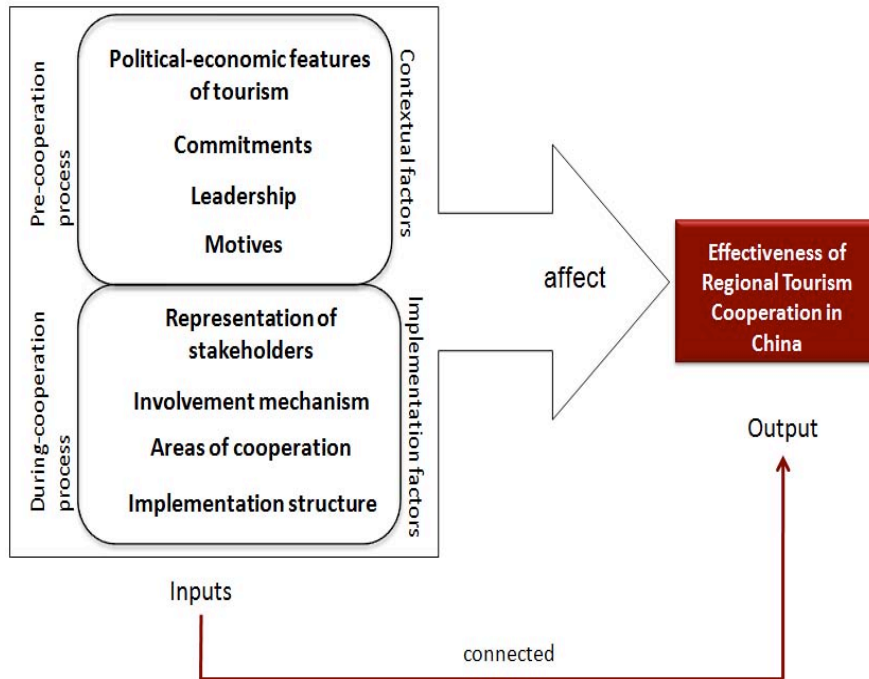 Pre-cooperation
process
Political-economic features
of tourism
Commitments
Leadership
Motives
Contextual factors
During-cooperation
process
Representation of
stakeholders
Involvement mechanism
Areas of cooperation
Implementation structure
Implementation factors
affect
Effectiveness of
Regional Tourism
Cooperation in
China
Output
Inputs
connected